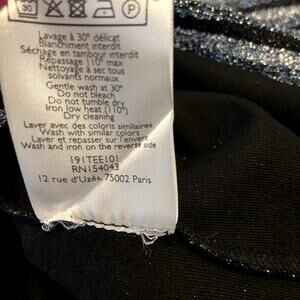 30 P
Lavage à 30° délicat
Blanchiment interdit
Séchage en tambour interdit
Repassage 110° max
Nettoyage à sec tous
solvants normaux
Gentle wash at 30°
Do not bleach
Do not tumble dry
Iron low heat (110°)
Dry cleaning
Laver avec des coloris similaires
Wash with similar colors
Laver et repasser sur l'envers
Wash and iron on the reverse side
191TEE101
RN154043
12 rue d'Uzès, 75002 Paris